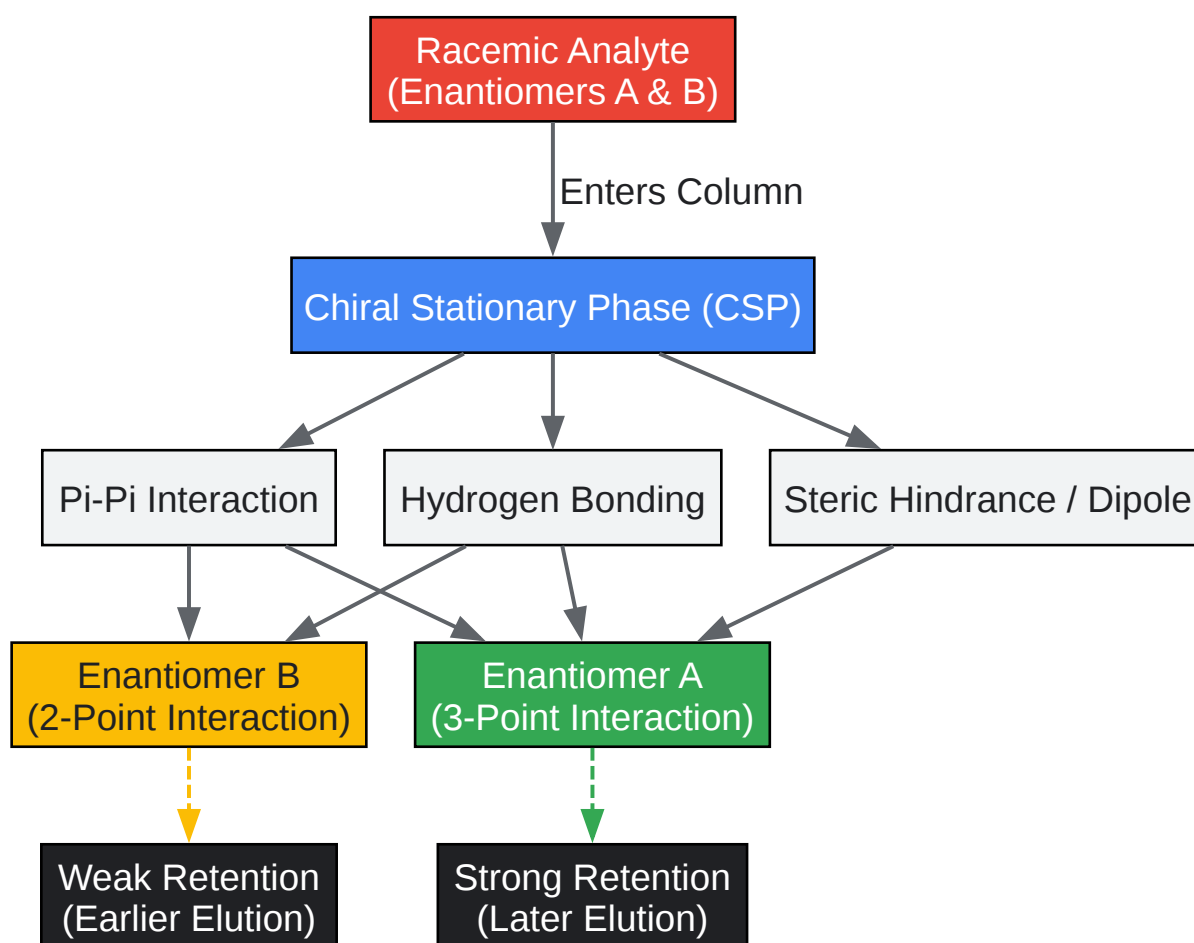 Racemic Analyte
(Enantiomers A & B)
Enters Column
Chiral Stationary Phase (CSP)
Pi-Pi Interaction
Hydrogen Bonding
Steric Hindrance / Dipole
Enantiomer B
(2-Point Interaction)
Enantiomer A
(3-Point Interaction)
Weak Retention
(Earlier Elution)
Strong Retention
(Later Elution)